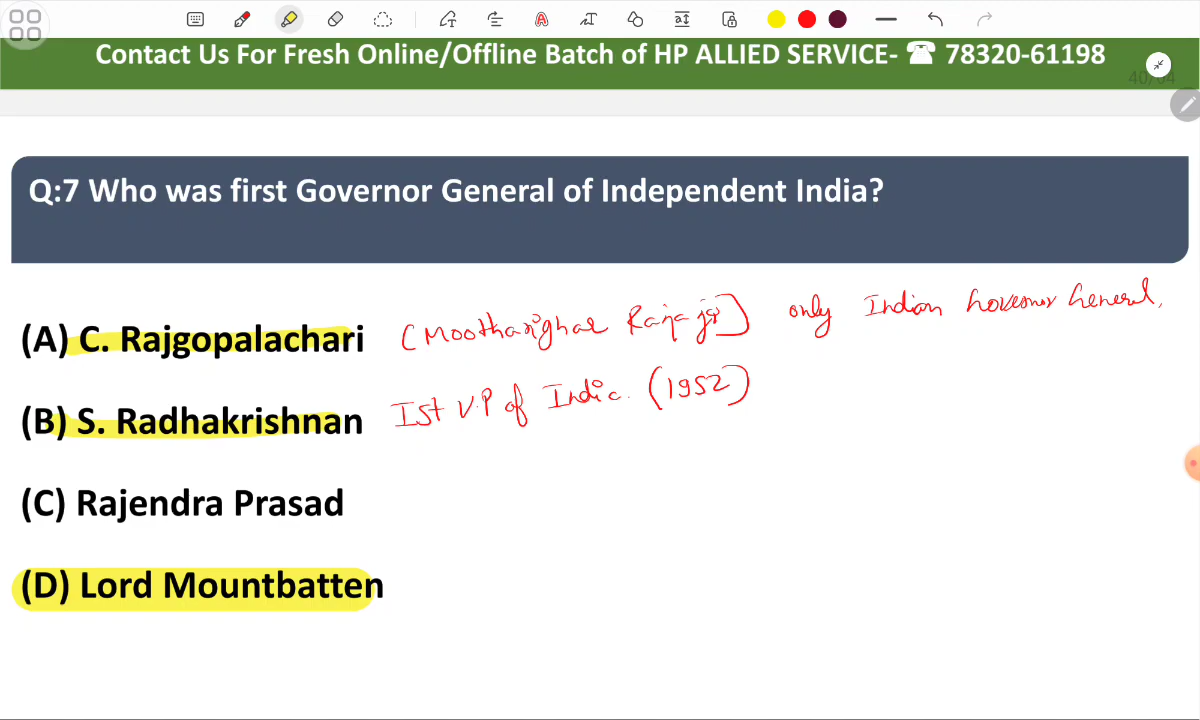 Contact Us For Fresh Online/Offline Batch of HP ALLIED SERVICE- ☎ 78320-61198
Q:7 Who was first Governor General of Independent India?
(A) C. Rajgopalachari (Mootharighar Rajaji) only Indian Governor General.
(B) S. Radhakrishnan Ist V.P of India. (1952)
(C) Rajendra Prasad
(D) Lord Mountbatten